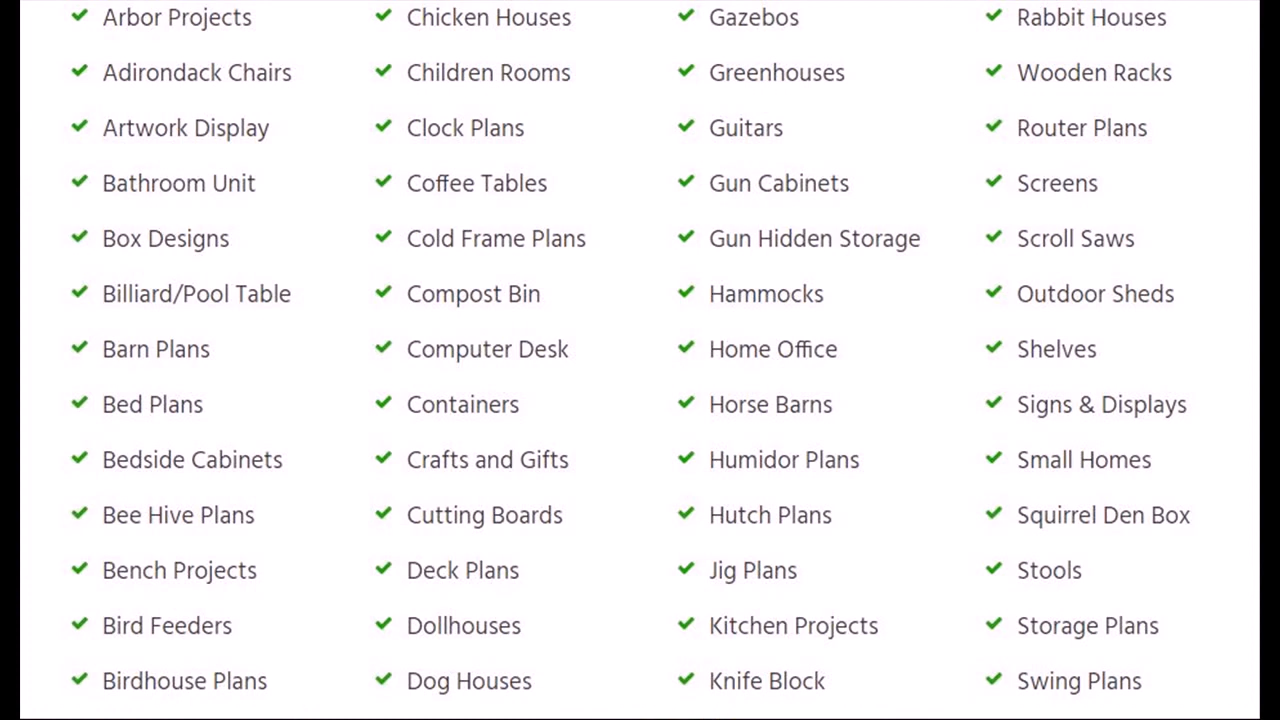 Arbor Projects
Adirondack Chairs
Artwork Display
Bathroom Unit
Box Designs
Billiard/Pool Table
Barn Plans
Bed Plans
Bedside Cabinets
Bee Hive Plans
Bench Projects
Bird Feeders
Birdhouse Plans
Chicken Houses
Children Rooms
Clock Plans
Coffee Tables
Cold Frame Plans
Compost Bin
Computer Desk
Containers
Crafts and Gifts
Cutting Boards
Deck Plans
Dollhouses
Dog Houses
Gazebos
Greenhouses
Guitars
Gun Cabinets
Gun Hidden Storage
Hammocks
Home Office
Horse Barns
Humidor Plans
Hutch Plans
Jig Plans
Kitchen Projects
Knife Block
Rabbit Houses
Wooden Racks
Router Plans
Screens
Scroll Saws
Outdoor Sheds
Shelves
Signs & Displays
Small Homes
Squirrel Den Box
Stools
Storage Plans
Swing Plans